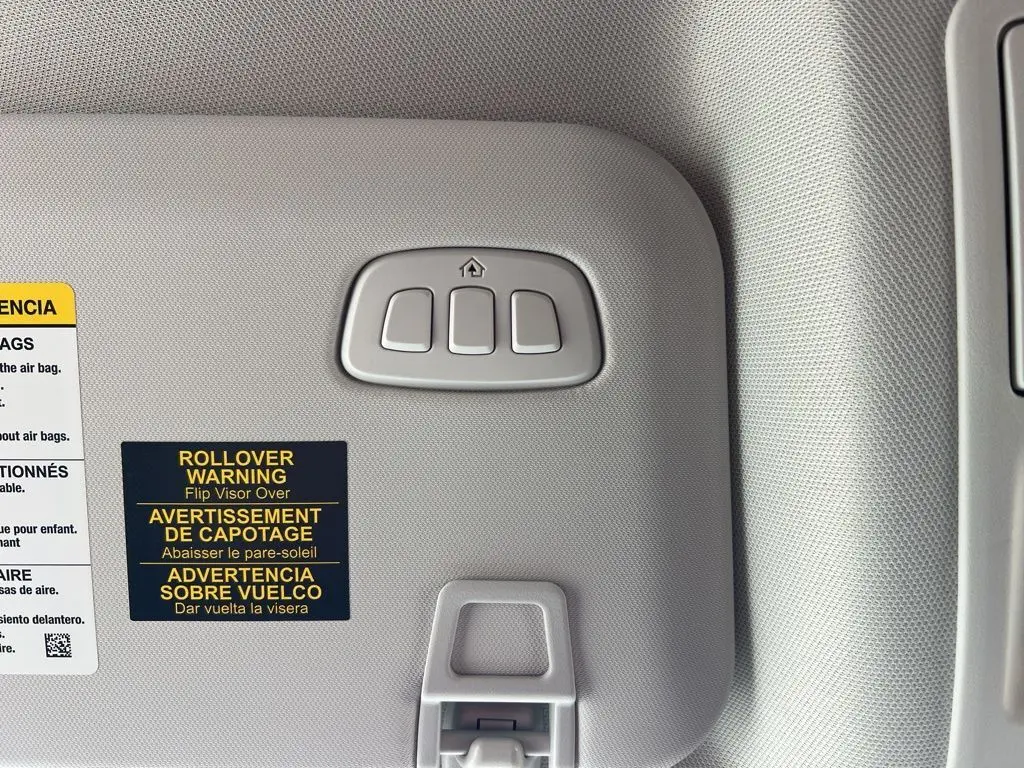 ENCIA
AGS
the air bag.
.
t.
bout air bags.
TIONNÉS
able.
ue pour enfant.
nant
AIRE
sas de aire.
siento delantero.
s.
ire.
ROLLOVER
WARNING
Flip Visor Over
AVERTISSEMENT
DE CAPOTAGE
Abaisser le pare-soleil
ADVERTENCIA
SOBRE VUELCO
Dar vuelta la visera